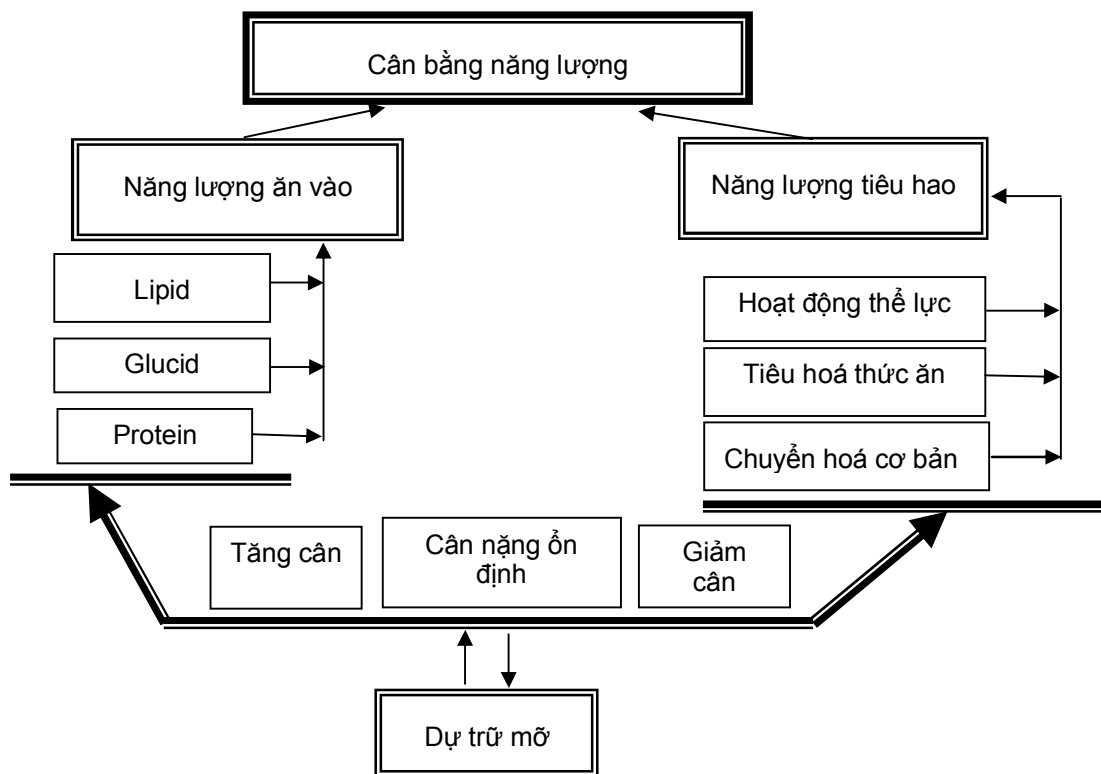 Cân bằng năng lượng
Năng lượng ăn vào
Năng lượng tiêu hao
Lipid
Glucid
Protein
Hoạt động thể lực
Tiêu hoá thức ăn
Chuyển hoá cơ bản
Tăng cân
Cân nặng ổn
định
Giảm
cân
Dự trữ mỡ